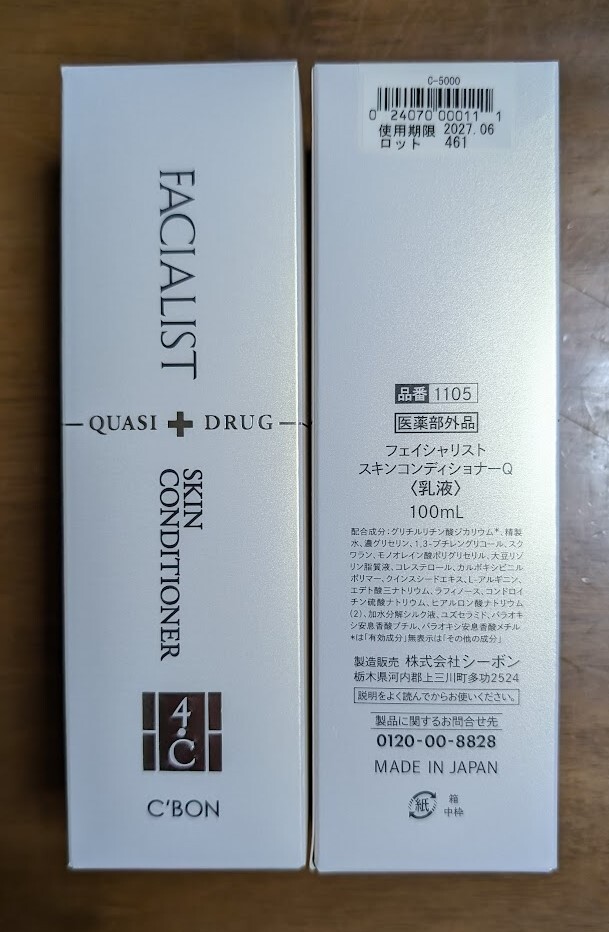 FACIALIST
QUASI DRUG
SKIN
CONDITIONER
4.C
C'BON
C-5000
0 24070 00011 1
使用期限 2027.06
ロット 461
品番 1105
医薬部外品
フェイシャリスト
スキンコンディショナーQ
〈乳液〉
100mL
配合成分:グリチルリチン酸ジカリウム*、精製
水、濃グリセリン、1,3-ブチレングリコール、スク
ワラン、モノオレイン酸ポリグリセリル、大豆リゾ
リン脂質液、コレステロール、カルボキシビニル
ポリマー、クインスシードエキス、L-アルギニン、
エデト酸三ナトリウム、ラフィノース、コンドロイ
チン硫酸ナトリウム、ヒアルロン酸ナトリウム
(2)、加水分解シルク液、ユズセラミド、パラオキ
シ安息香酸ブチル、パラオキシ安息香酸メチル
*は「有効成分」無表示は「その他の成分」
製造販売 株式会社シーボン
栃木県河内郡上三川町多功2524
説明をよく読んでからお使いください。
製品に関するお問合せ先
0120-00-8828
MADE IN JAPAN
紙 箱
中枠